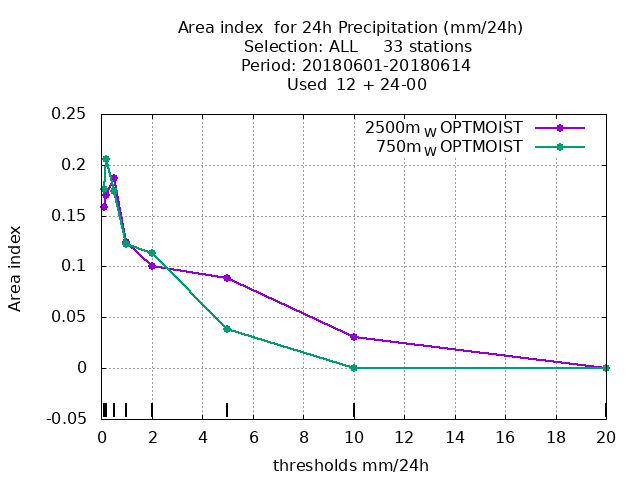 Area index  for 24h Precipitation (mm/24h)
Selection: ALL     33 stations
Period: 20180601-20180614
Used  12 + 24-00
2500m W OPTMOIST
750m W OPTMOIST
0.25
0.2
0.15
0.1
0.05
0
-0.05
Area index
0 2 4 6 8 10 12 14 16 18 20
thresholds mm/24h